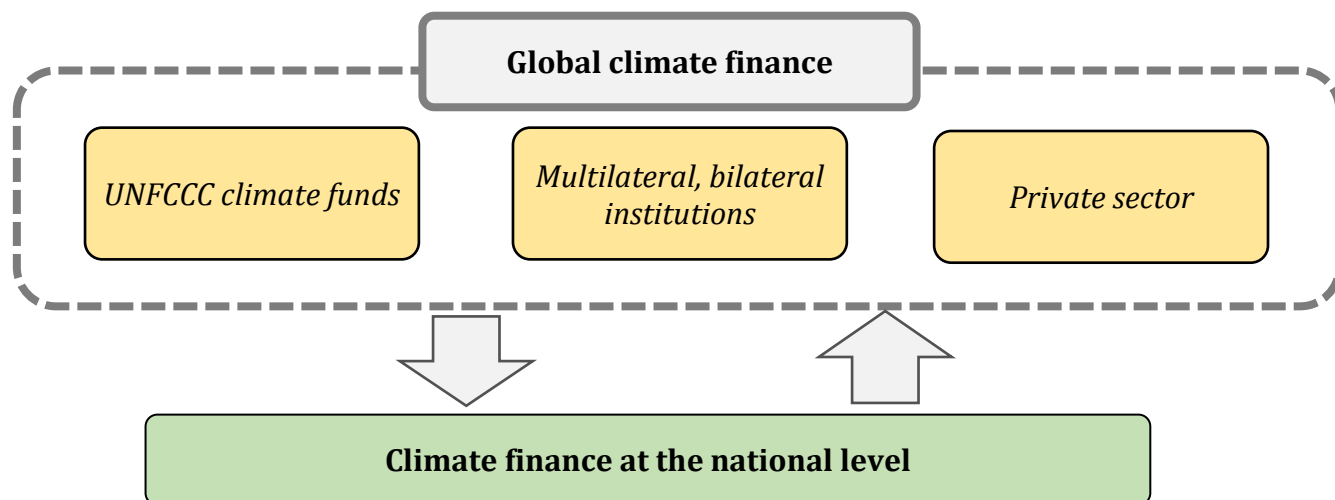 Global climate finance
UNFCCC climate funds
Multilateral, bilateral
institutions
Private sector
Climate finance at the national level